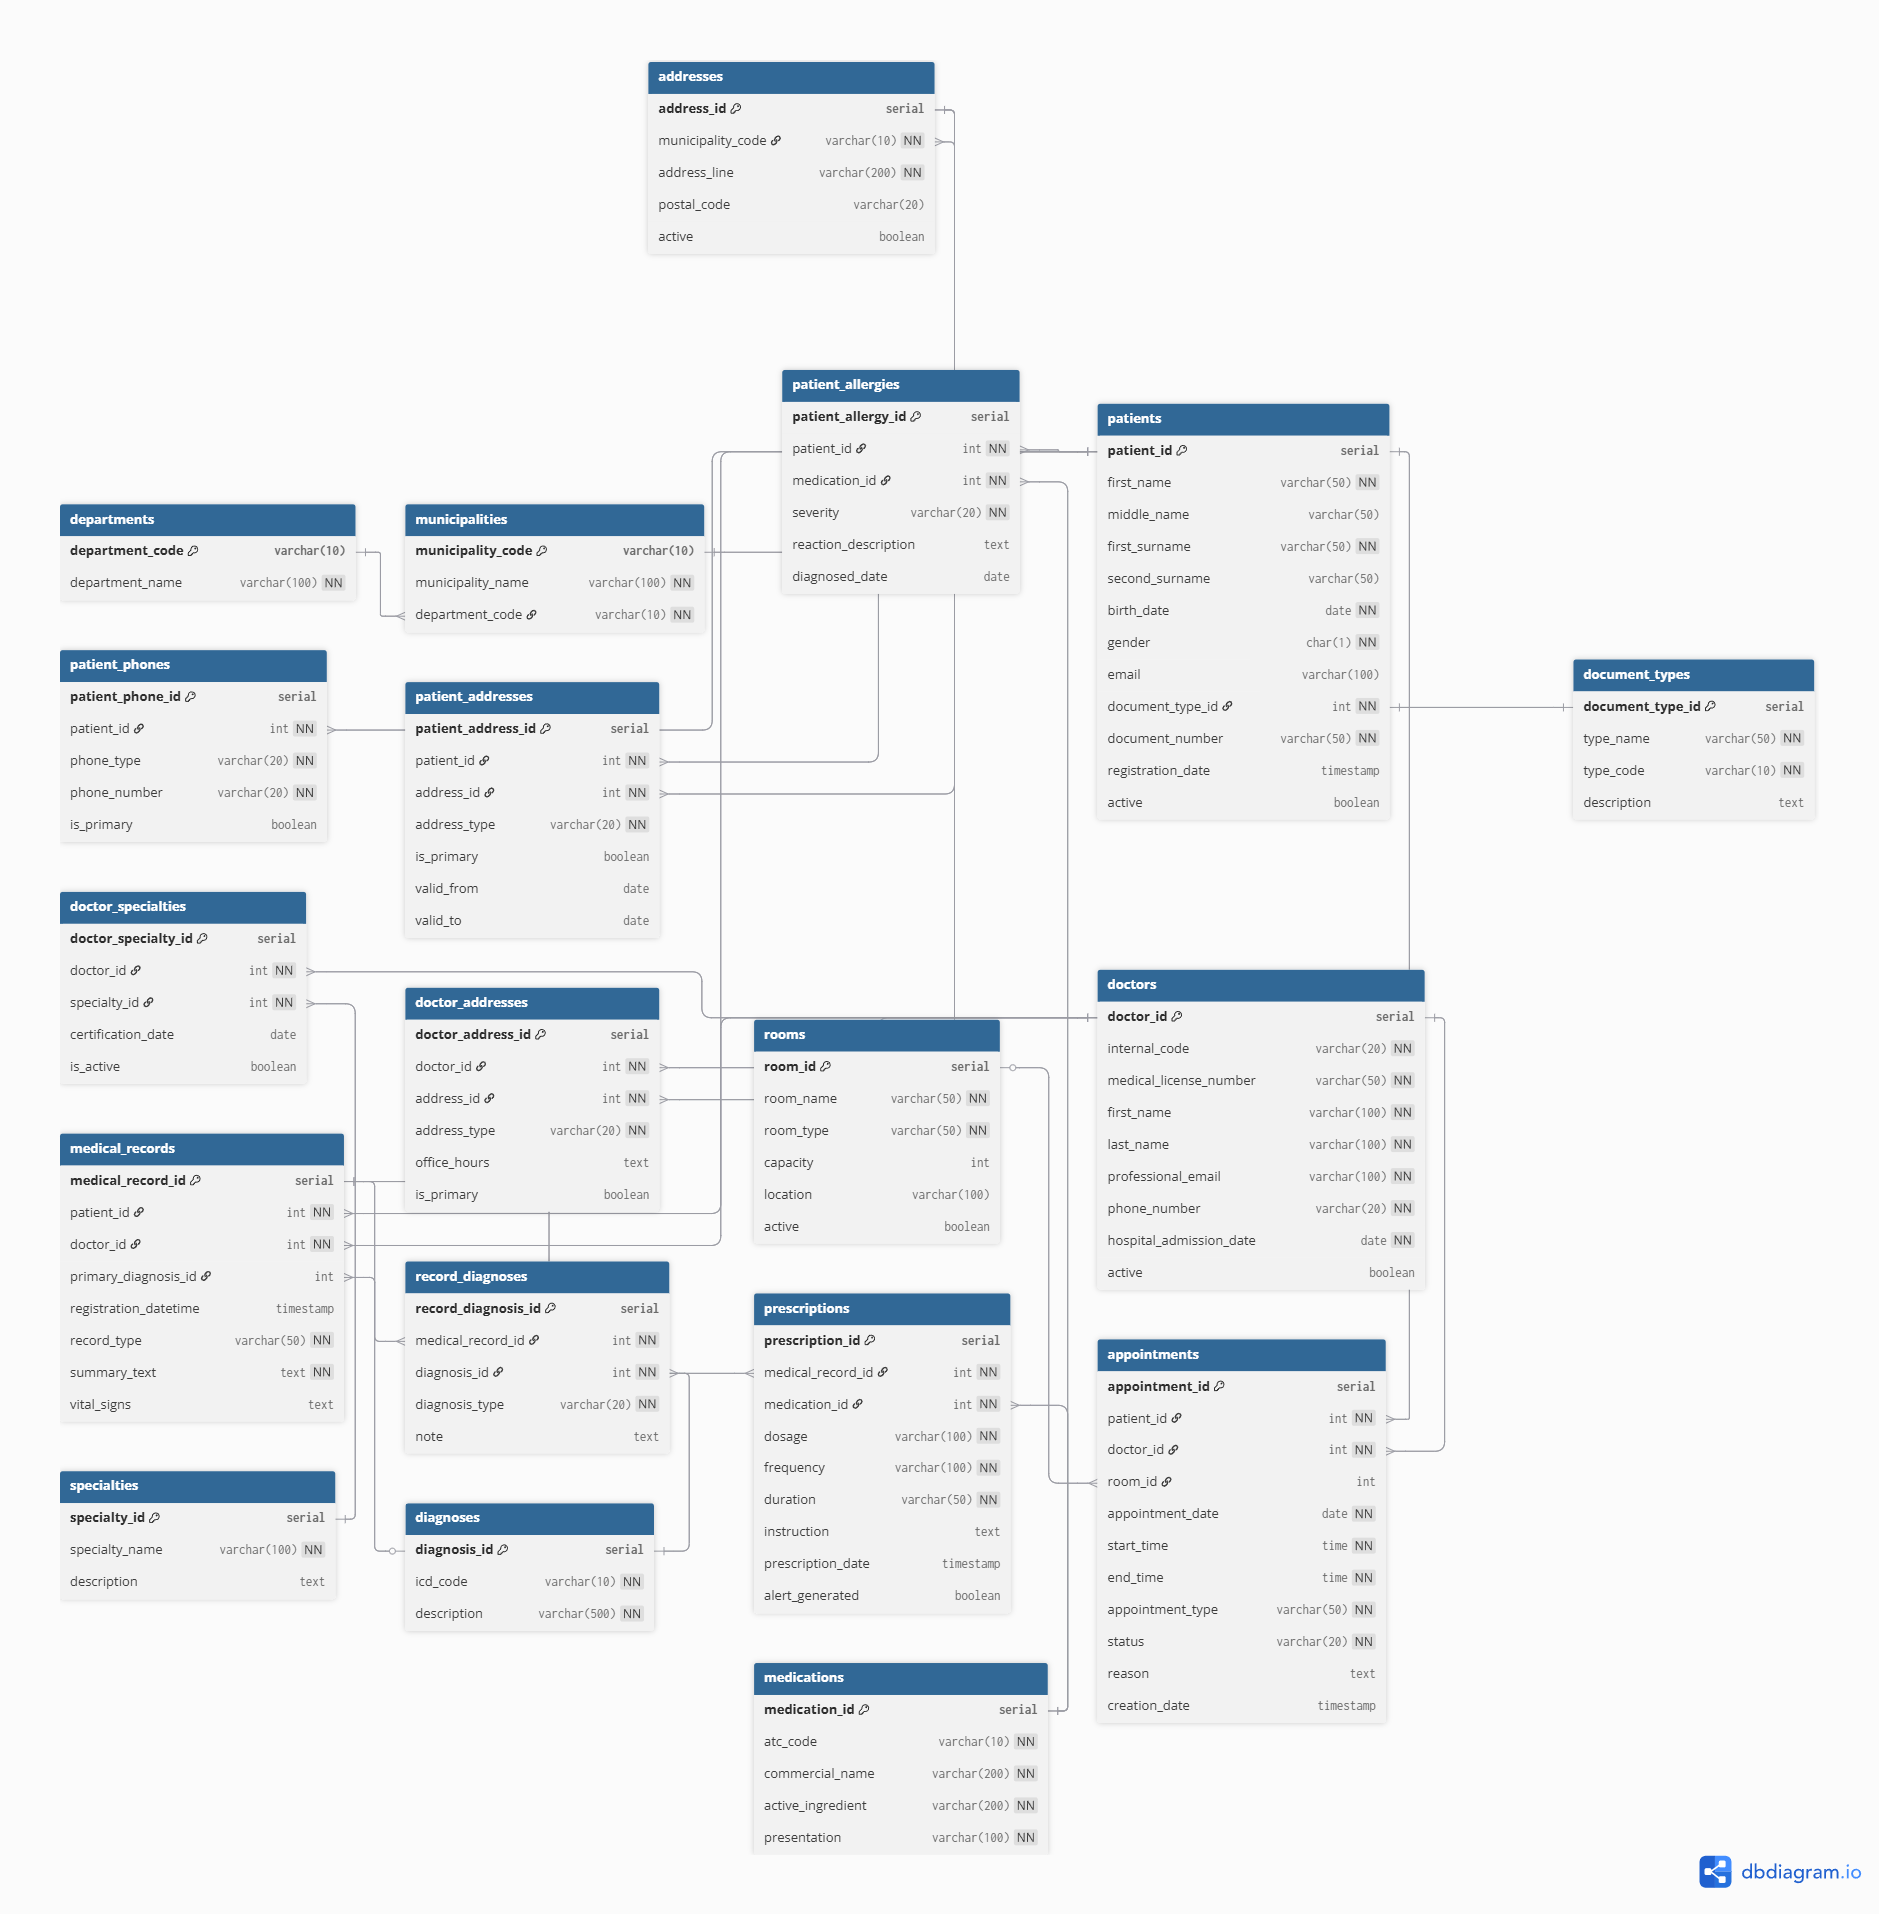 addresses
address_id serial
municipality_code varchar(10) NN
address_line varchar(200) NN
postal_code varchar(20)
active boolean
patient_allergies
patient_allergy_id serial
patient_id int NN
medication_id int NN
severity varchar(20) NN
reaction_description text
diagnosed_date date
patients
patient_id serial
first_name varchar(50) NN
middle_name varchar(50)
first_surname varchar(50) NN
second_surname varchar(50)
birth_date date NN
gender char(1) NN
email varchar(100)
document_type_id int NN
document_number varchar(50) NN
registration_date timestamp
active boolean
departments
department_code varchar(10)
department_name varchar(100) NN
municipalities
municipality_code varchar(10)
municipality_name varchar(100) NN
department_code varchar(10) NN
patient_phones
patient_phone_id serial
patient_id int NN
phone_type varchar(20) NN
phone_number varchar(20) NN
is_primary boolean
patient_addresses
patient_address_id serial
patient_id int NN
address_id int NN
address_type varchar(20) NN
is_primary boolean
valid_from date
valid_to date
document_types
document_type_id serial
type_name varchar(50) NN
type_code varchar(10) NN
description text
doctor_specialties
doctor_specialty_id serial
doctor_id int NN
specialty_id int NN
certification_date date
is_active boolean
doctor_addresses
doctor_address_id serial
doctor_id int NN
address_id int NN
address_type varchar(20) NN
office_hours text
is_primary boolean
rooms
room_id serial
room_name varchar(50) NN
room_type varchar(50) NN
capacity int
location varchar(100)
active boolean
doctors
doctor_id serial
internal_code varchar(20) NN
medical_license_number varchar(50) NN
first_name varchar(100) NN
last_name varchar(100) NN
professional_email varchar(100) NN
phone_number varchar(20) NN
hospital_admission_date date NN
active boolean
medical_records
medical_record_id serial
patient_id int NN
doctor_id int NN
primary_diagnosis_id int
registration_datetime timestamp
record_type varchar(50) NN
summary_text text NN
vital_signs text
record_diagnoses
record_diagnosis_id serial
medical_record_id int NN
diagnosis_id int NN
diagnosis_type varchar(20) NN
note text
prescriptions
prescription_id serial
medical_record_id int NN
medication_id int NN
dosage varchar(100) NN
frequency varchar(100) NN
duration varchar(50) NN
instruction text
prescription_date timestamp
alert_generated boolean
appointments
appointment_id serial
patient_id int NN
doctor_id int NN
room_id int
appointment_date date NN
start_time time NN
end_time time NN
appointment_type varchar(50) NN
status varchar(20) NN
reason text
creation_date timestamp
specialties
specialty_id serial
specialty_name varchar(100) NN
description text
diagnoses
diagnosis_id serial
icd_code varchar(10) NN
description varchar(500) NN
medications
medication_id serial
atc_code varchar(10) NN
commercial_name varchar(200) NN
active_ingredient varchar(200) NN
presentation varchar(100) NN
dbdiagram.io